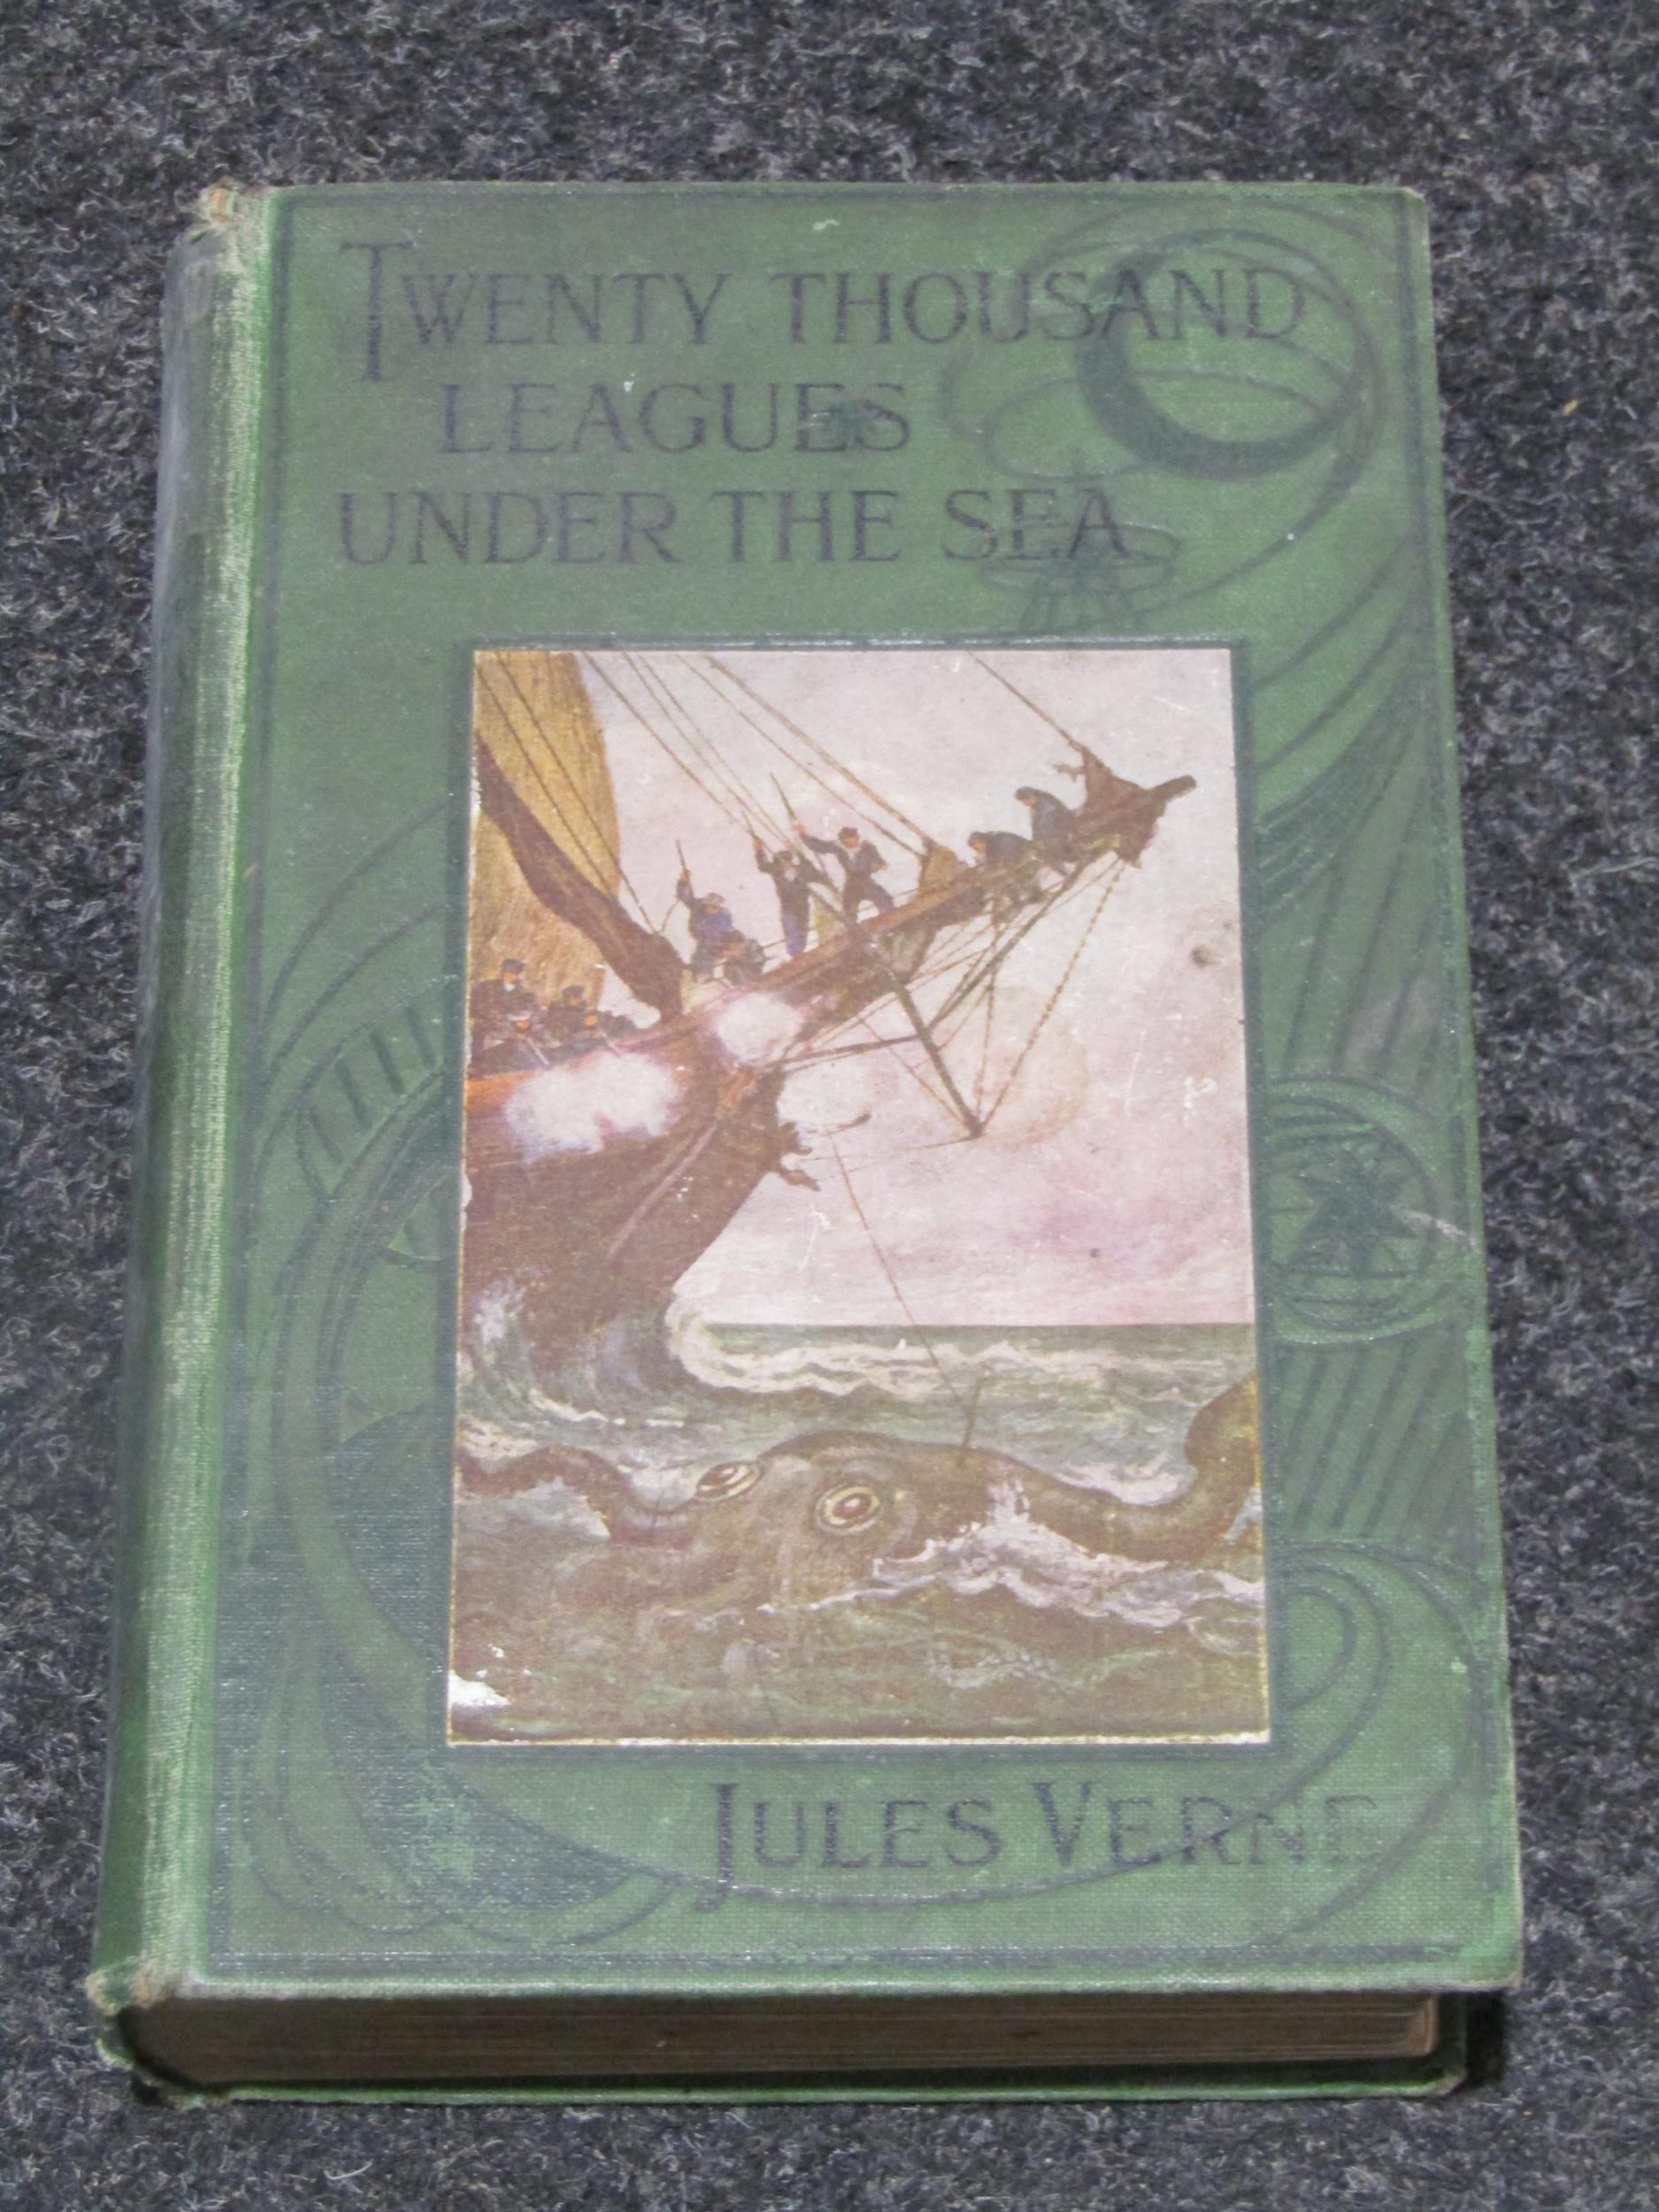 TWENTY THOUSAND
LEAGUES
UNDER THE SEA
JULES VERNE